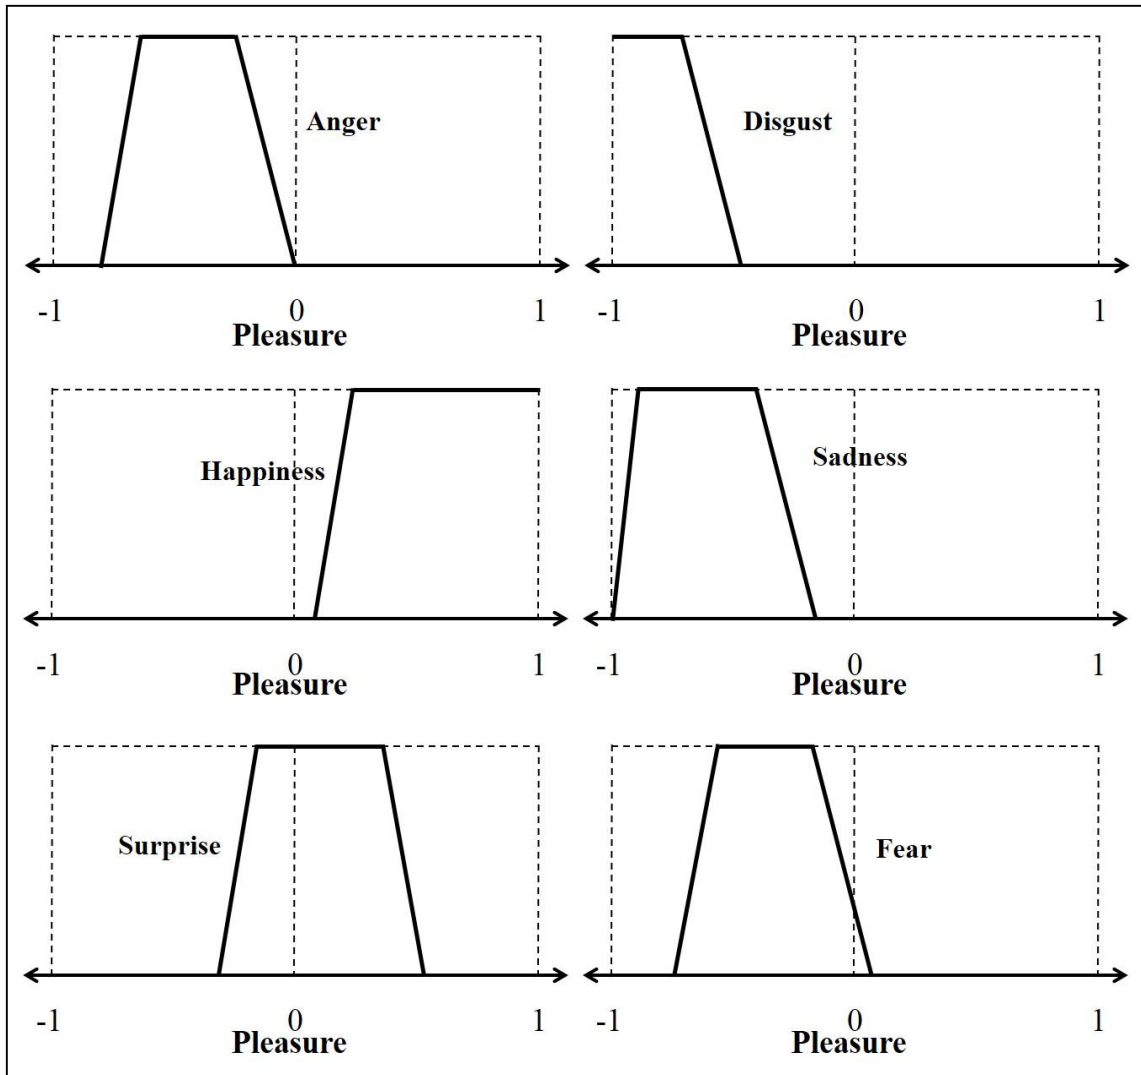 Anger
-1 0 1
Pleasure
Disgust
-1 0 1
Pleasure
Happiness
-1 0 1
Pleasure
Sadness
-1 0 1
Pleasure
Surprise
-1 0 1
Pleasure
Fear
-1 0 1
Pleasure